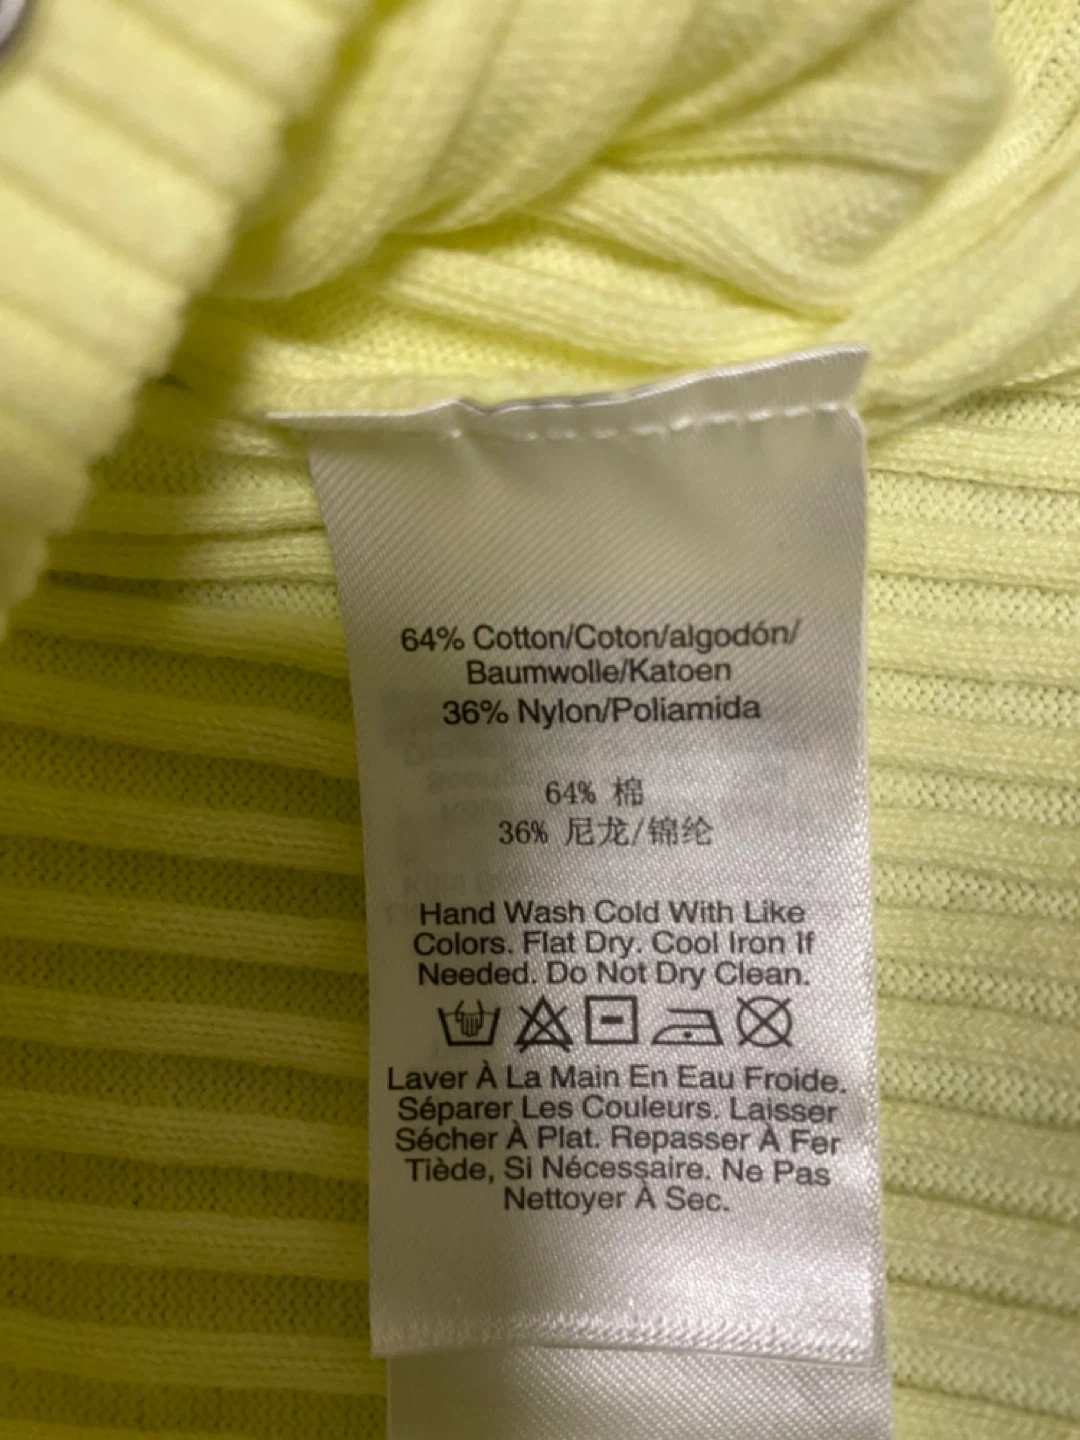 64% Cotton/Coton/algodón/
Baumwolle/Katoen
36% Nylon/Poliamida
64% 棉
36% 尼龙/锦纶
Hand Wash Cold With Like
Colors. Flat Dry. Cool Iron If
Needed. Do Not Dry Clean.
Laver À La Main En Eau Froide.
Séparer Les Couleurs. Laisser
Sécher À Plat. Repasser À Fer
Tiède, Si Nécessaire. Ne Pas
Nettoyer À Sec.